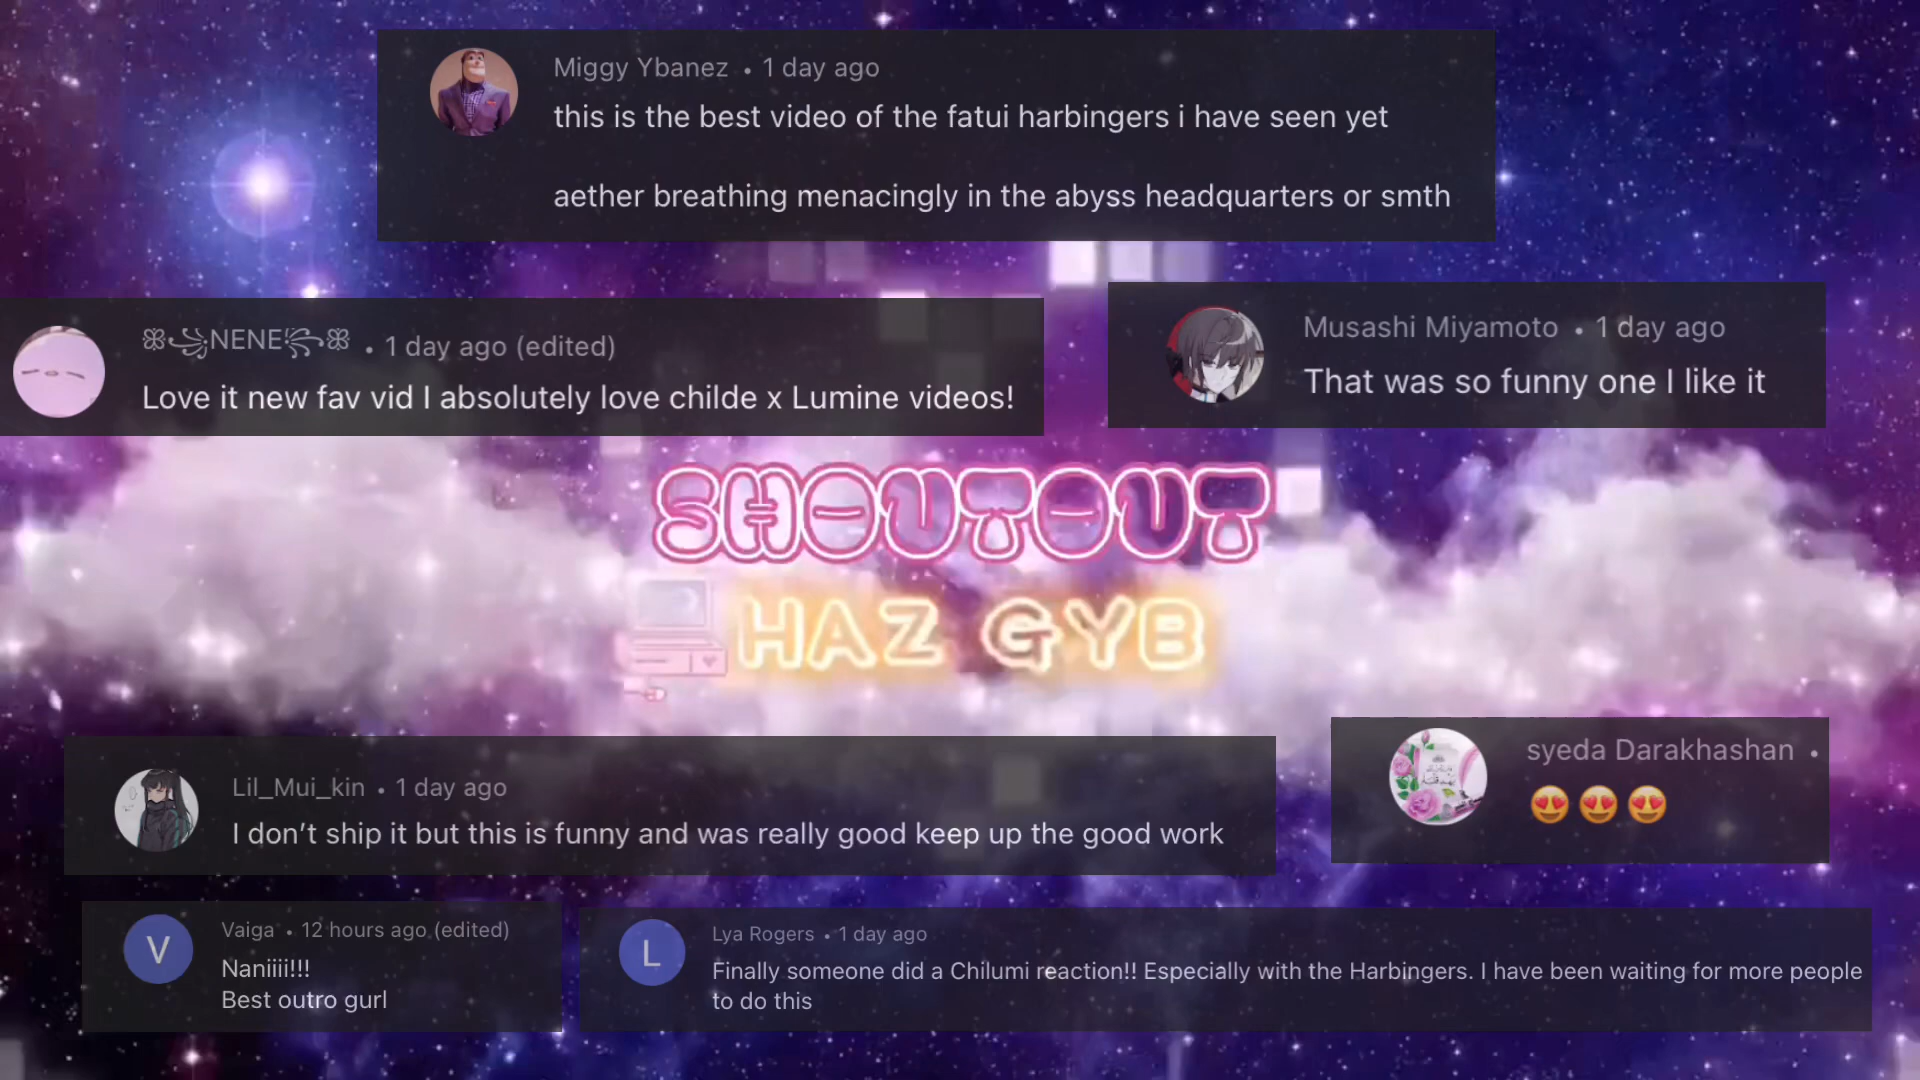 Miggy Ybanez • 1 day ago
this is the best video of the fatui harbingers i have seen yet
aether breathing menacingly in the abyss headquarters or smth
ꕥ꧁NENE꧂ꕥ • 1 day ago (edited)
Love it new fav vid I absolutely love childe x Lumine videos!
Musashi Miyamoto • 1 day ago
That was so funny one I like it
SHOUTOUT
HAZ GYB
Lil_Mui_kin • 1 day ago
I don’t ship it but this is funny and was really good keep up the good work
syeda Darakhashan •
😍😍😍
V
Vaiga • 12 hours ago (edited)
Naniiii!!!
Best outro gurl
L
Lya Rogers • 1 day ago
Finally someone did a Chilumi reaction!! Especially with the Harbingers. I have been waiting for more people
to do this